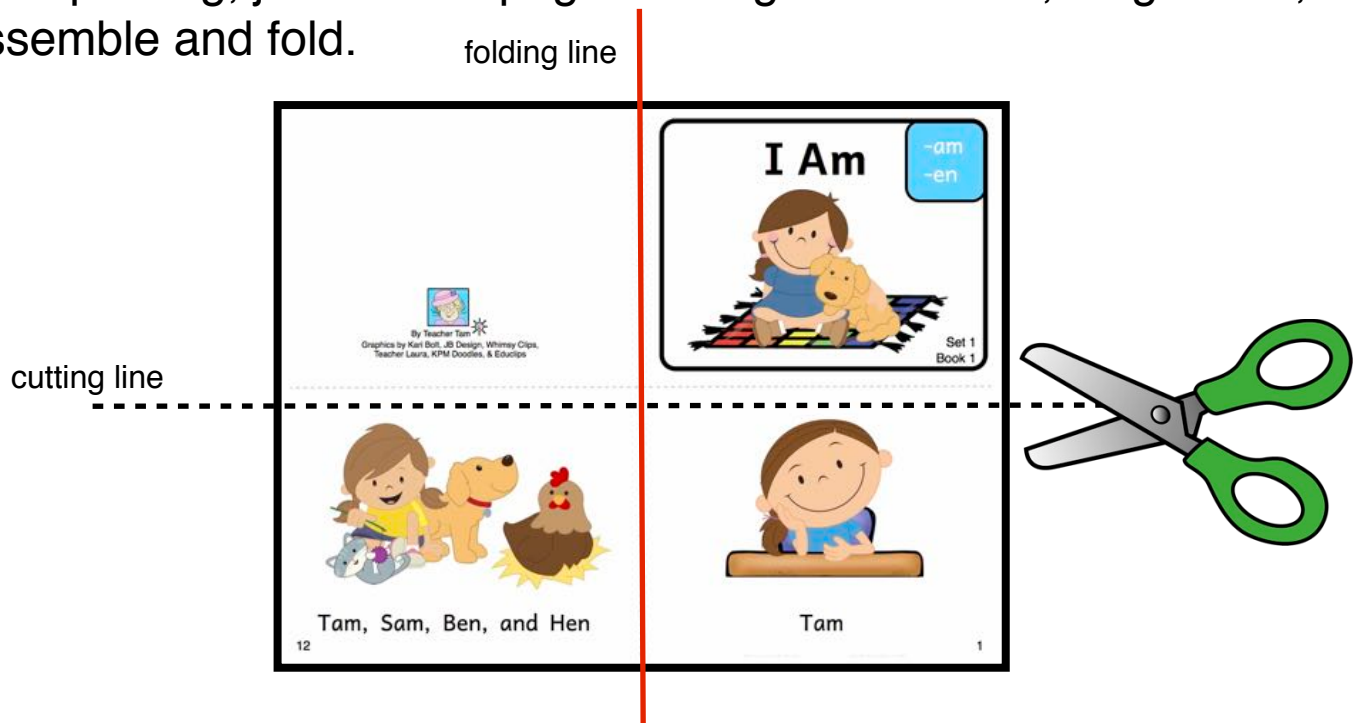 assemble and fold.
folding line
I Am
-am
-en
By Teacher Tam
Graphics by Kari Bolt, JB Design, Whimsy Clips,
Teacher Laura, KPM Doodles, & Educlips
Set 1
Book 1
cutting line
Tam, Sam, Ben, and Hen
12
Tam
1